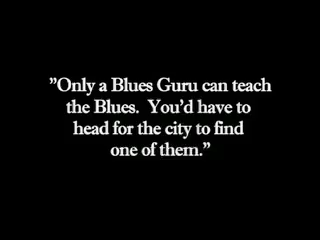 "Only a Blues Guru can teach
the Blues.  You'd have to
head for the city to find
one of them."